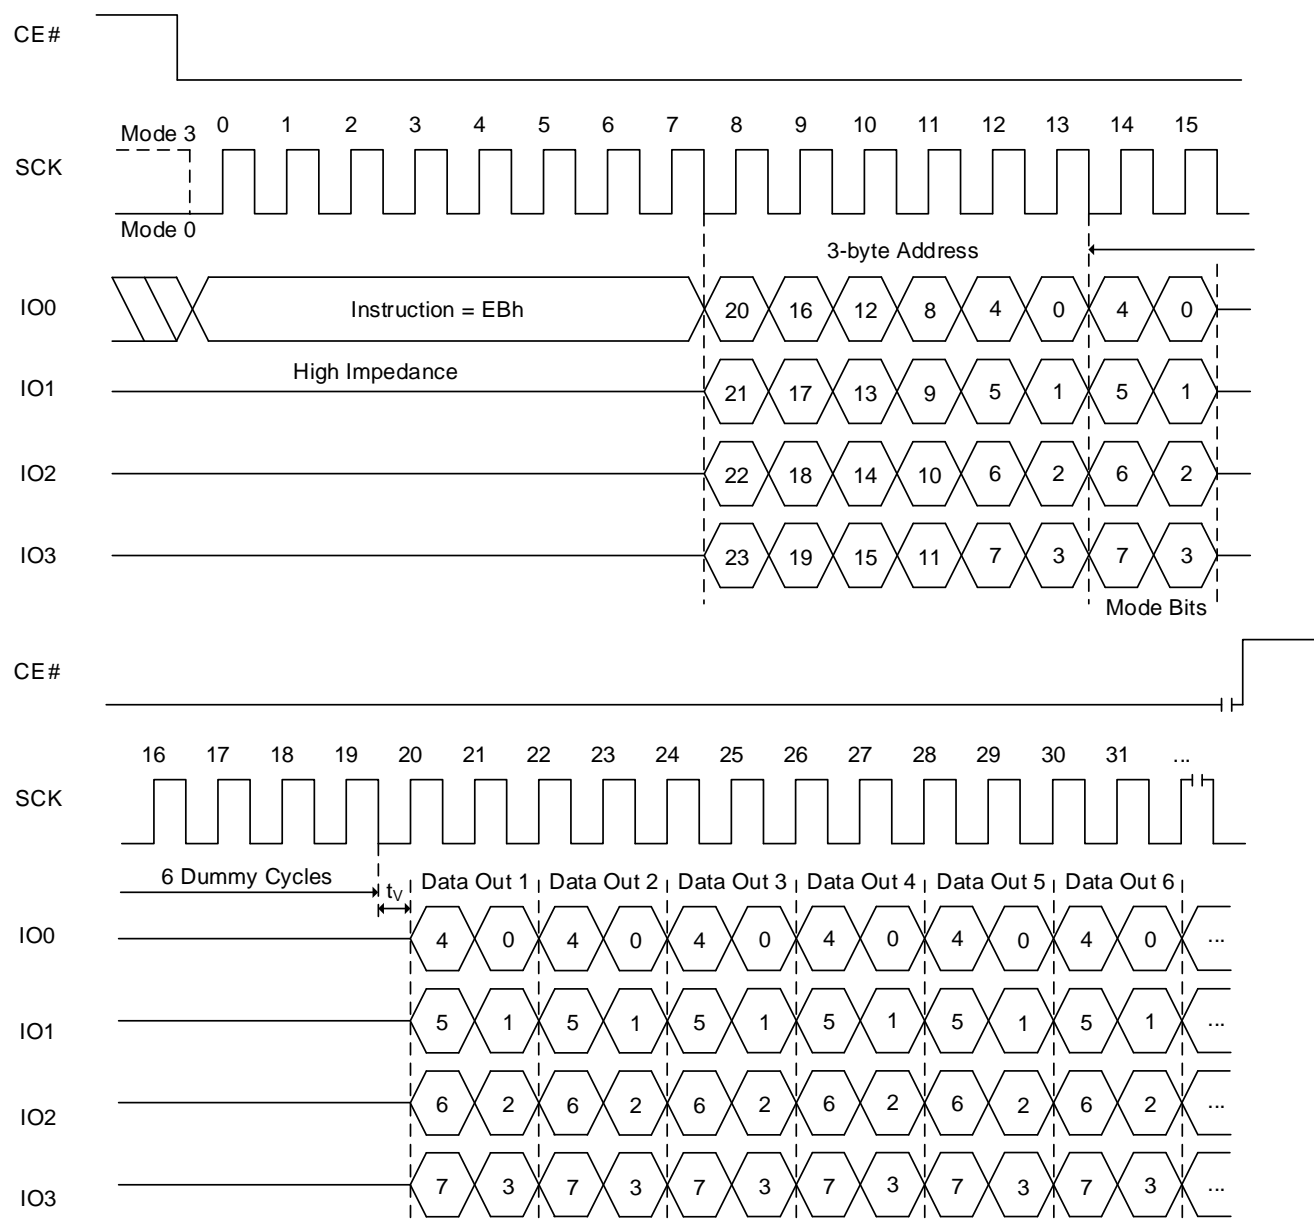 CE#
Mode 3 0 1 2 3 4 5 6 7 8 9 10 11 12 13 14 15
SCK
Mode 0
3-byte Address
IO0 Instruction = EBh 20 16 12 8 4 0 4 0
High Impedance
IO1 21 17 13 9 5 1 5 1
IO2 22 18 14 10 6 2 6 2
IO3 23 19 15 11 7 3 7 3
Mode Bits
CE#
16 17 18 19 20 21 22 23 24 25 26 27 28 29 30 31 ...
SCK
6 Dummy Cycles tV Data Out 1 Data Out 2 Data Out 3 Data Out 4 Data Out 5 Data Out 6
IO0 4 0 4 0 4 0 4 0 4 0 4 0 ...
IO1 5 1 5 1 5 1 5 1 5 1 5 1 ...
IO2 6 2 6 2 6 2 6 2 6 2 6 2 ...
IO3 7 3 7 3 7 3 7 3 7 3 7 3 ...